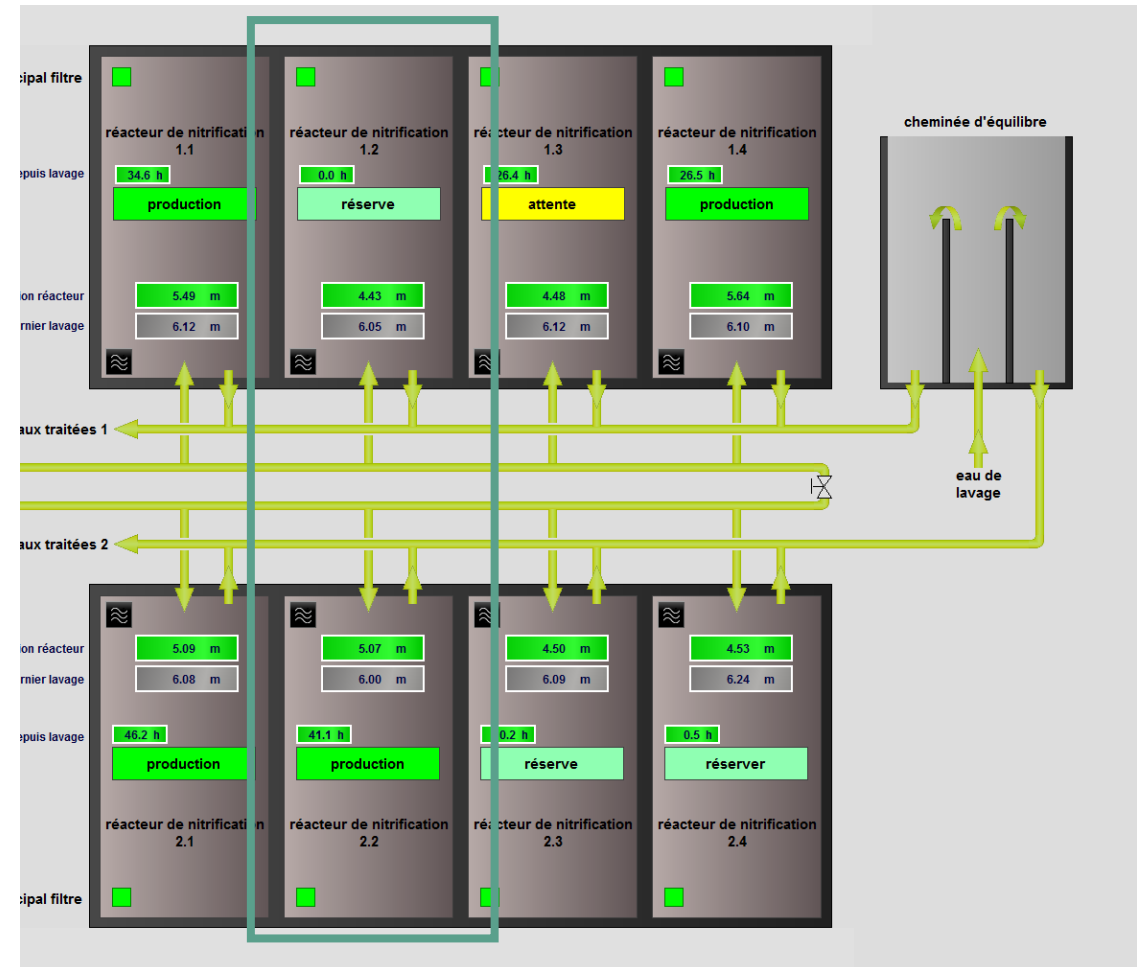 cipal filtre
réacteur de nitrification
1.1
réacteur de nitrification
1.2
réacteur de nitrification
1.3
réacteur de nitrification
1.4
cheminée d'équilibre
epuis lavage
34.6 h
0.0 h
26.4 h
26.5 h
production
réserve
attente
production
ion réacteur
5.49 m
4.43 m
4.48 m
5.64 m
rnier lavage
6.12 m
6.05 m
6.12 m
6.10 m
aux traitées 1
eau de
lavage
aux traitées 2
ion réacteur
5.09 m
5.07 m
4.50 m
4.53 m
rnier lavage
6.08 m
6.00 m
6.09 m
6.24 m
epuis lavage
46.2 h
41.1 h
0.2 h
0.5 h
production
production
réserve
réserver
réacteur de nitrification
2.1
réacteur de nitrification
2.2
réacteur de nitrification
2.3
réacteur de nitrification
2.4
cipal filtre